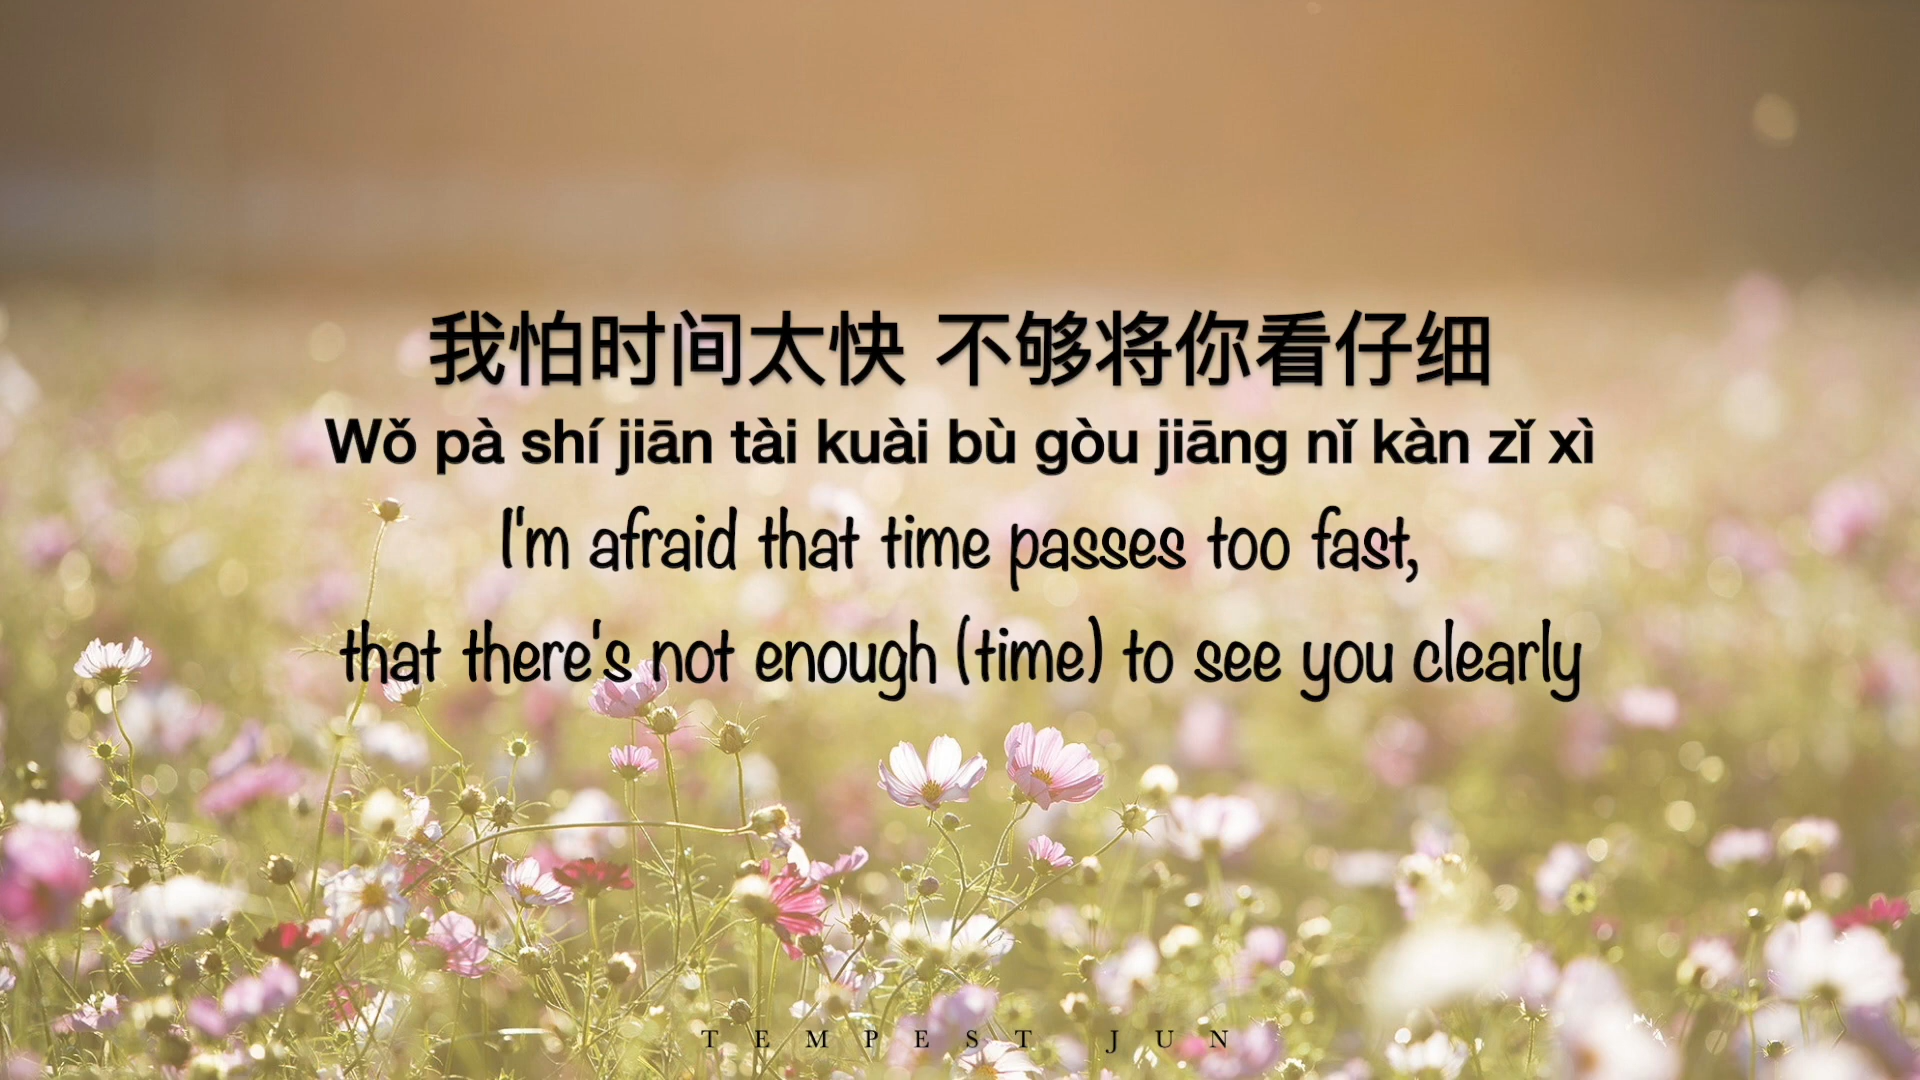 我怕时间太快 不够将你看仔细
Wǒ pà shí jiān tài kuài bù gòu jiāng nǐ kàn zǐ xì
I'm afraid that time passes too fast,
that there's not enough (time) to see you clearly
TEMPEST JUN